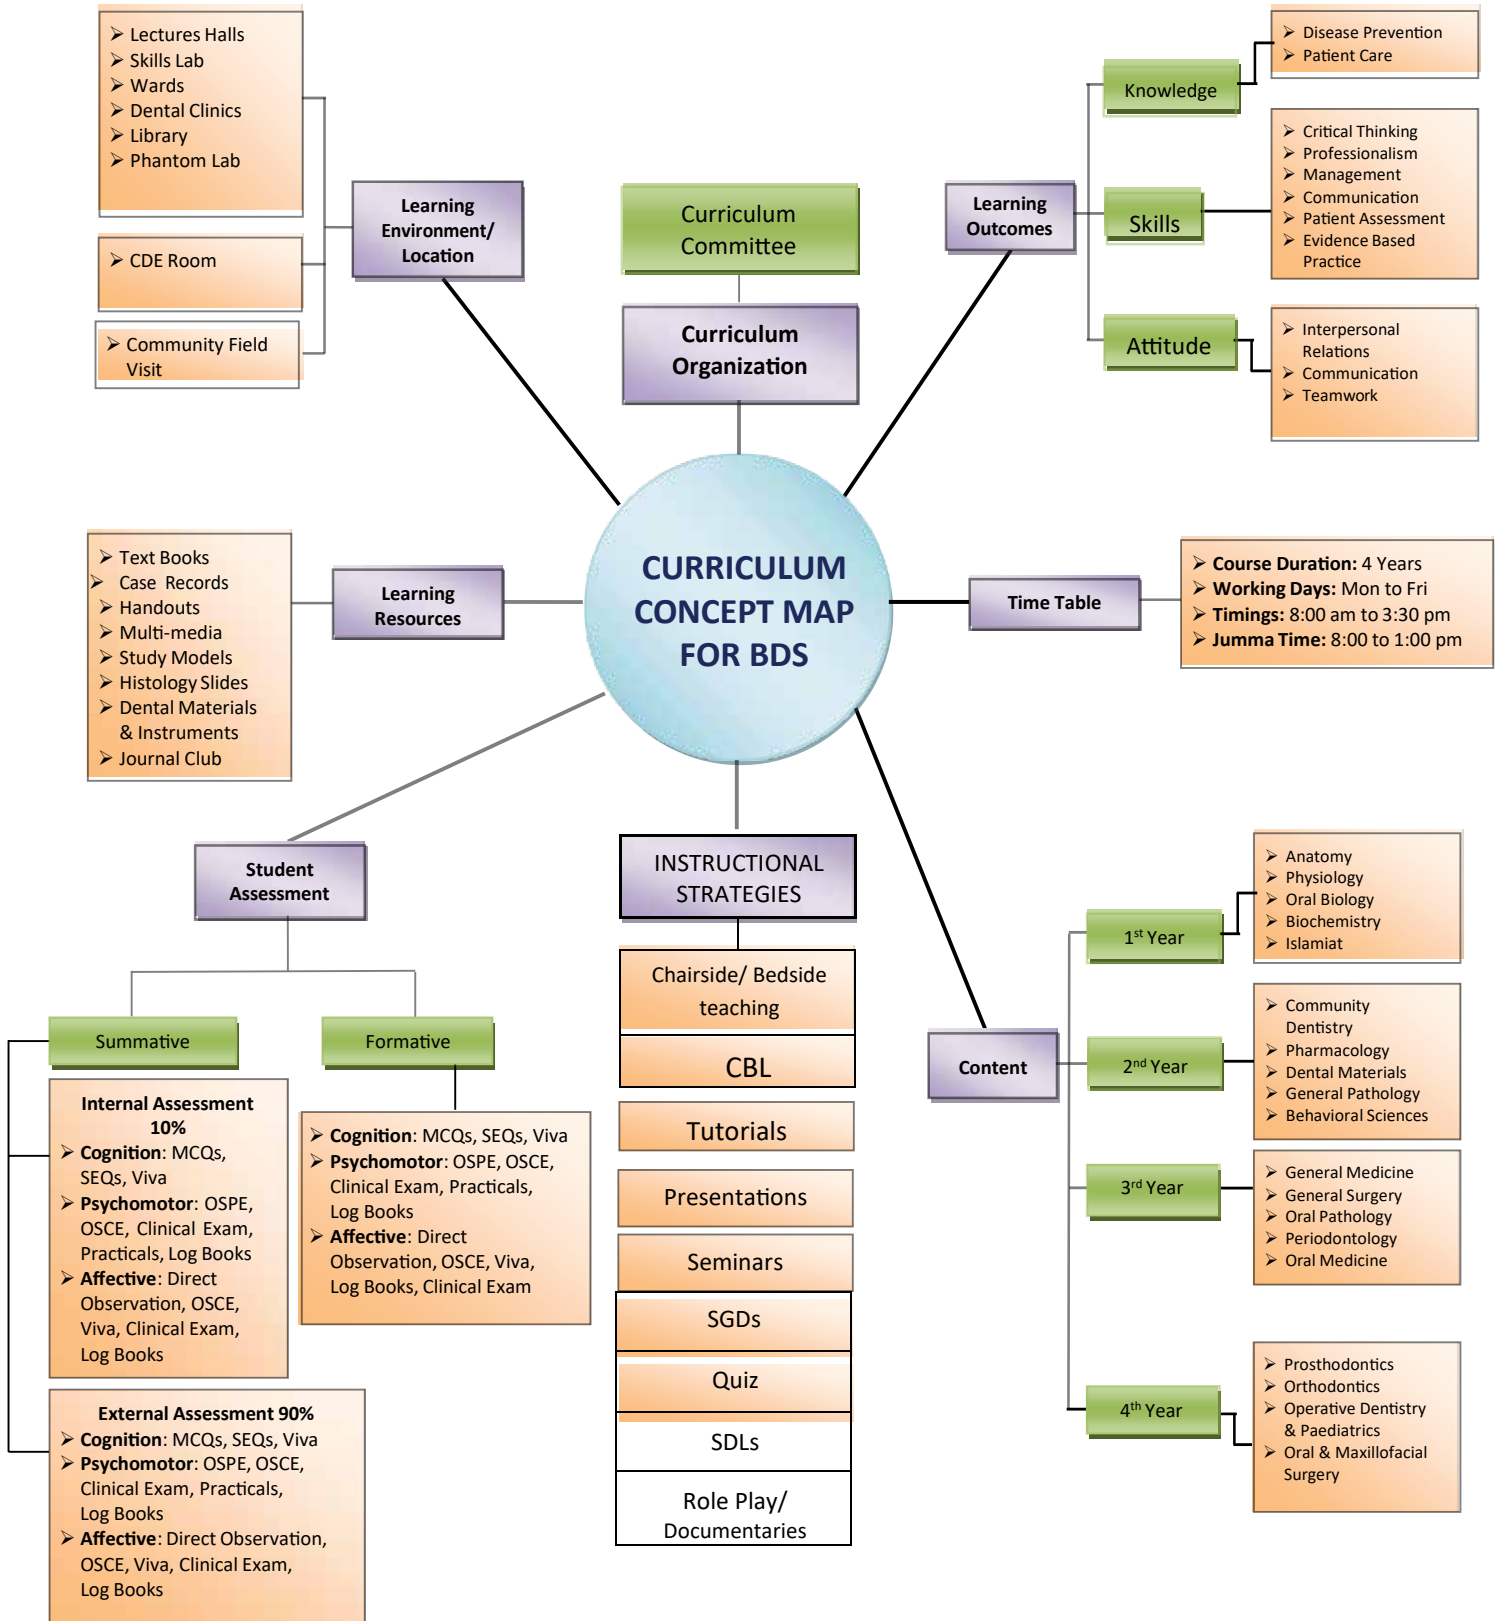 Lectures Halls
Skills Lab
Wards
Dental Clinics
Library
Phantom Lab
CDE Room
Community Field
Visit
Learning
Environment/
Location
Curriculum
Committee
Curriculum
Organization
Learning
Outcomes
Knowledge
Disease Prevention
Patient Care
Skills
Critical Thinking
Professionalism
Management
Communication
Patient Assessment
Evidence Based
Practice
Attitude
Interpersonal
Relations
Communication
Teamwork
Text Books
Case Records
Handouts
Multi-media
Study Models
Histology Slides
Dental Materials
& Instruments
Journal Club
Learning
Resources
CURRICULUM
CONCEPT MAP
FOR BDS
Time Table
Course Duration: 4 Years
Working Days: Mon to Fri
Timings: 8:00 am to 3:30 pm
Jumma Time: 8:00 to 1:00 pm
Student
Assessment
Summative
Formative
Internal Assessment
10%
Cognition: MCQs,
SEQs, Viva
Psychomotor: OSPE,
OSCE, Clinical Exam,
Practicals, Log Books
Affective: Direct
Observation, OSCE,
Viva, Clinical Exam,
Log Books
Cognition: MCQs, SEQs, Viva
Psychomotor: OSPE, OSCE,
Clinical Exam, Practicals,
Log Books
Affective: Direct
Observation, OSCE, Viva,
Log Books, Clinical Exam
External Assessment 90%
Cognition: MCQs, SEQs, Viva
Psychomotor: OSPE, OSCE,
Clinical Exam, Practicals,
Log Books
Affective: Direct Observation,
OSCE, Viva, Clinical Exam,
Log Books
INSTRUCTIONAL
STRATEGIES
Chairside/ Bedside
teaching
CBL
Tutorials
Presentations
Seminars
SGDs
Quiz
SDLs
Role Play/
Documentaries
Content
1st Year
Anatomy
Physiology
Oral Biology
Biochemistry
Islamiat
2nd Year
Community
Dentistry
Pharmacology
Dental Materials
General Pathology
Behavioral Sciences
3rd Year
General Medicine
General Surgery
Oral Pathology
Periodontology
Oral Medicine
4th Year
Prosthodontics
Orthodontics
Operative Dentistry
& Paediatrics
Oral & Maxillofacial
Surgery